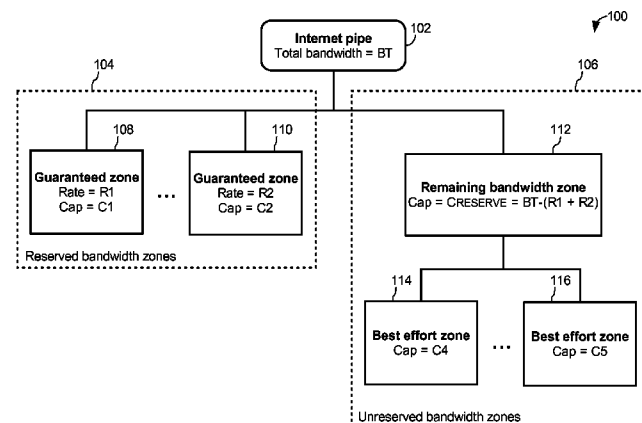 100
102
Internet pipe
Total bandwidth = BT
104
106
108
Guaranteed zone
Rate = R1
Cap = C1
...
110
Guaranteed zone
Rate = R2
Cap = C2
Reserved bandwidth zones
112
Remaining bandwidth zone
Cap = CRESERVE = BT-(R1 + R2)
114
Best effort zone
Cap = C4
...
116
Best effort zone
Cap = C5
Unreserved bandwidth zones